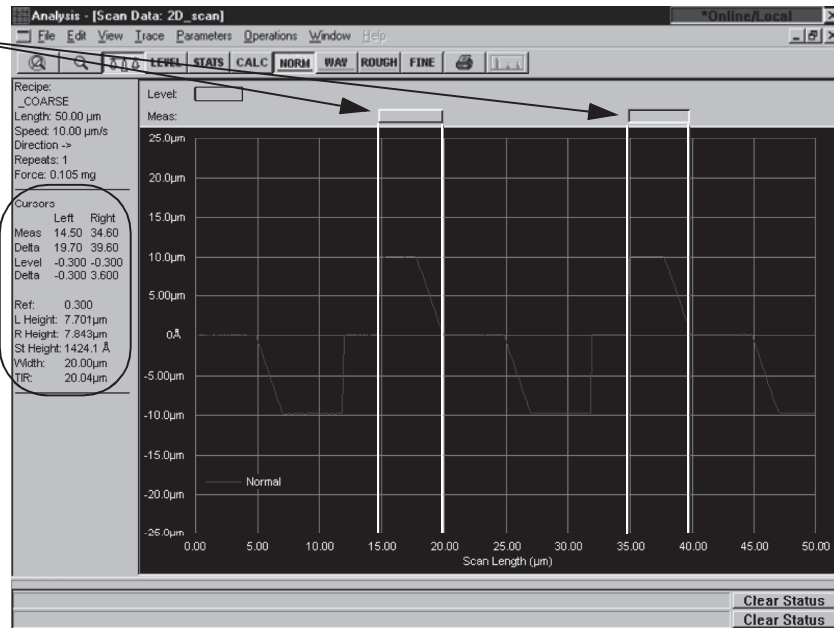 Analysis - [Scan Data: 2D_scan]
*Online/Local
File Edit View Trace Parameters Operations Window Help
LEVEL STATS CALC NORM WAV ROUGH FINE
Recipe:
_COARSE
Length: 50.00 µm
Speed: 10.00 µm/s
Direction ->
Repeats: 1
Force: 0.105 mg
Cursors
Left Right
Meas 14.50 34.60
Delta 19.70 39.60
Level -0.300 -0.300
Delta -0.300 3.600
Ref: 0.300
L Height: 7.701µm
R Height: 7.843µm
St Height: 1424.1 Å
Width: 20.00µm
TIR: 20.04µm
Level:
Meas:
25.0µm
20.0µm
15.0µm
10.0µm
5.00µm
0Å
-5.00µm
-10.0µm
-15.0µm
-20.0µm
-25.0µm
Normal
0.00 5.00 10.00 15.00 20.00 25.00 30.00 35.00 40.00 45.00 50.00
Scan Length (µm)
Clear Status
Clear Status